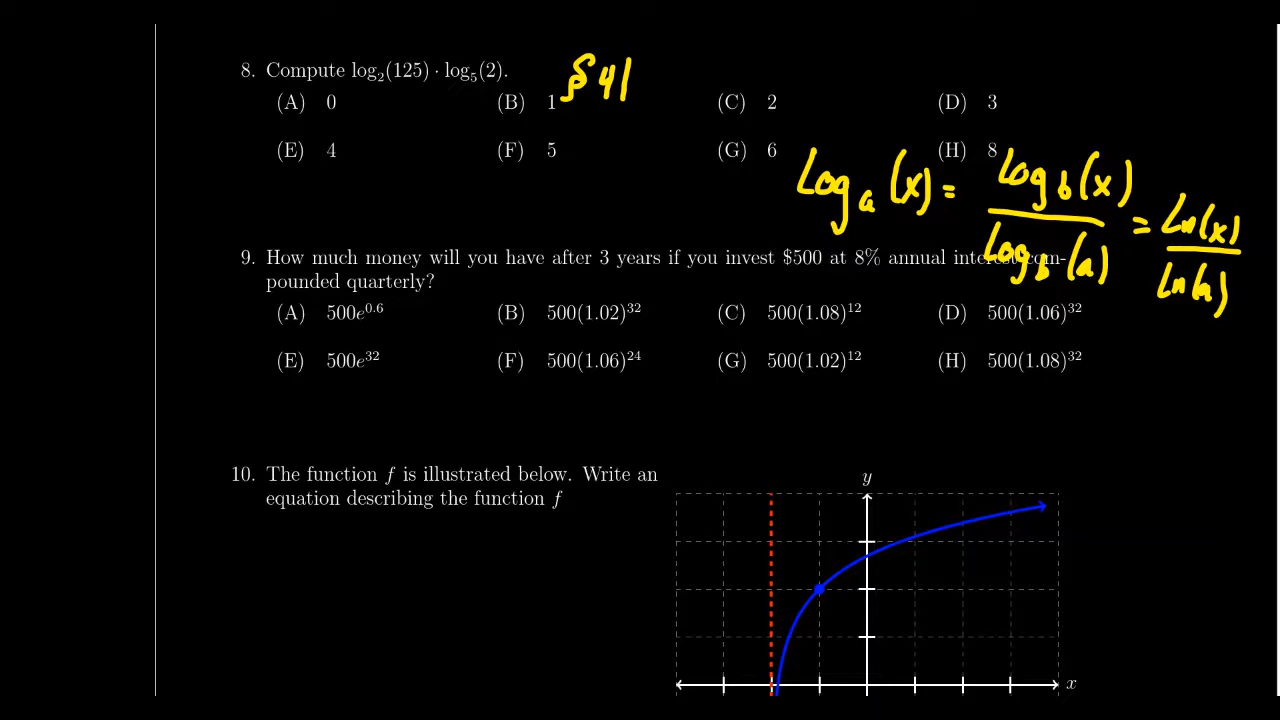 8. Compute log₂(125) · log₅(2).
§41
(A) 0 (B) 1 (C) 2 (D) 3
(E) 4 (F) 5 (G) 6 (H) 8
Logₐ(x) = Log_b(x) / Log_b(a) = Ln(x) / Ln(a)
9. How much money will you have after 3 years if you invest $500 at 8% annual interest com-
pounded quarterly?
(A) 500e^{0.6} (B) 500(1.02)^{32} (C) 500(1.08)^{12} (D) 500(1.06)^{32}
(E) 500e^{32} (F) 500(1.06)^{24} (G) 500(1.02)^{12} (H) 500(1.08)^{32}
10. The function f is illustrated below. Write an
equation describing the function f
y
x